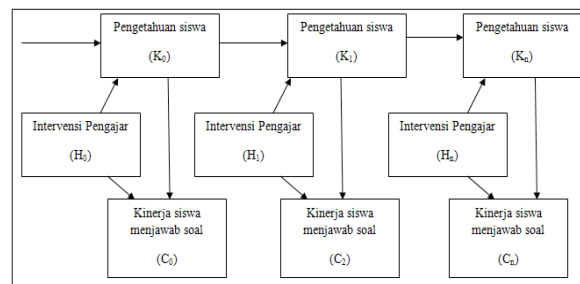 Pengetahuan siswa
(K₀)
Pengetahuan siswa
(K₁)
Pengetahuan siswa
(Kₙ)
Intervensi Pengajar
(H₀)
Intervensi Pengajar
(H₁)
Intervensi Pengajar
(Hₙ)
Kinerja siswa
menjawab soal
(C₀)
Kinerja siswa
menjawab soal
(C₂)
Kinerja siswa
menjawab soal
(Cₙ)